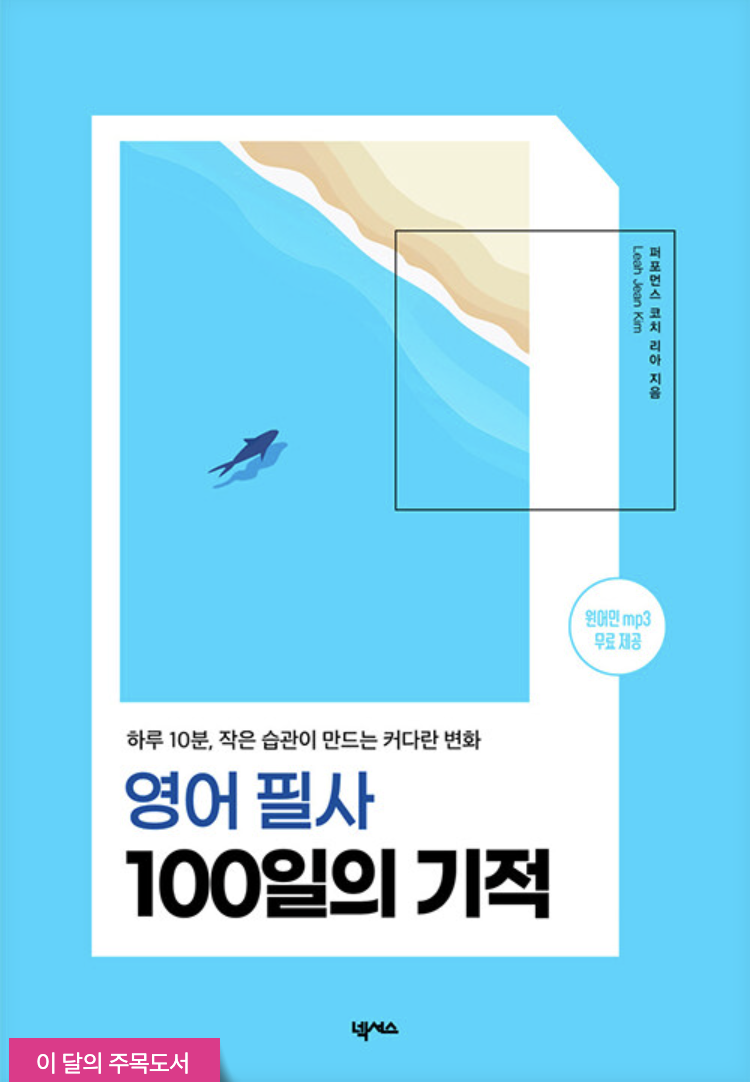 퍼포먼스 코치 리아 지음
Leah Jean Kim
원어민 mp3
무료 제공
하루 10분, 작은 습관이 만드는 커다란 변화
영어 필사
100일의 기적
넥서스
이 달의 주목도서